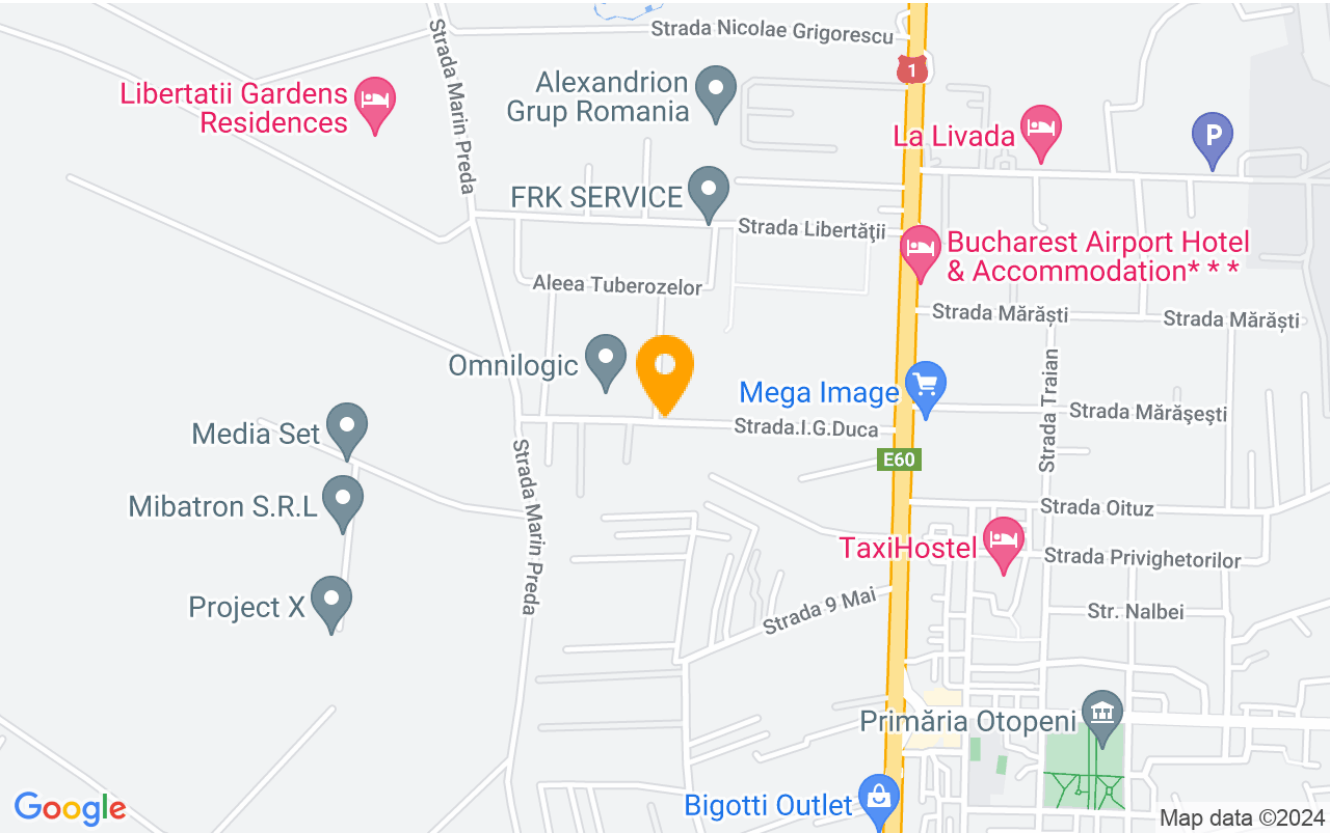 Strada Nicolae Grigorescu
Strada Marin Preda
1
Libertatii Gardens
Residences
Alexandrion
Grup Romania
La Livada
P
FRK SERVICE
Strada Libertății
Bucharest Airport Hotel
& Accommodation* * *
Aleea Tuberozelor
Strada Mărăști
Strada Mărăști
Omnilogic
Mega Image
Strada Traian
Strada Mărăşeşti
Media Set
Strada.I.G.Duca
E60
Strada Marin Preda
Mibatron S.R.L
Strada Oituz
TaxiHostel
Strada Privighetorilor
Project X
Strada 9 Mai
Str. Nalbei
Primăria Otopeni
Bigotti Outlet
Google
Map data ©2024